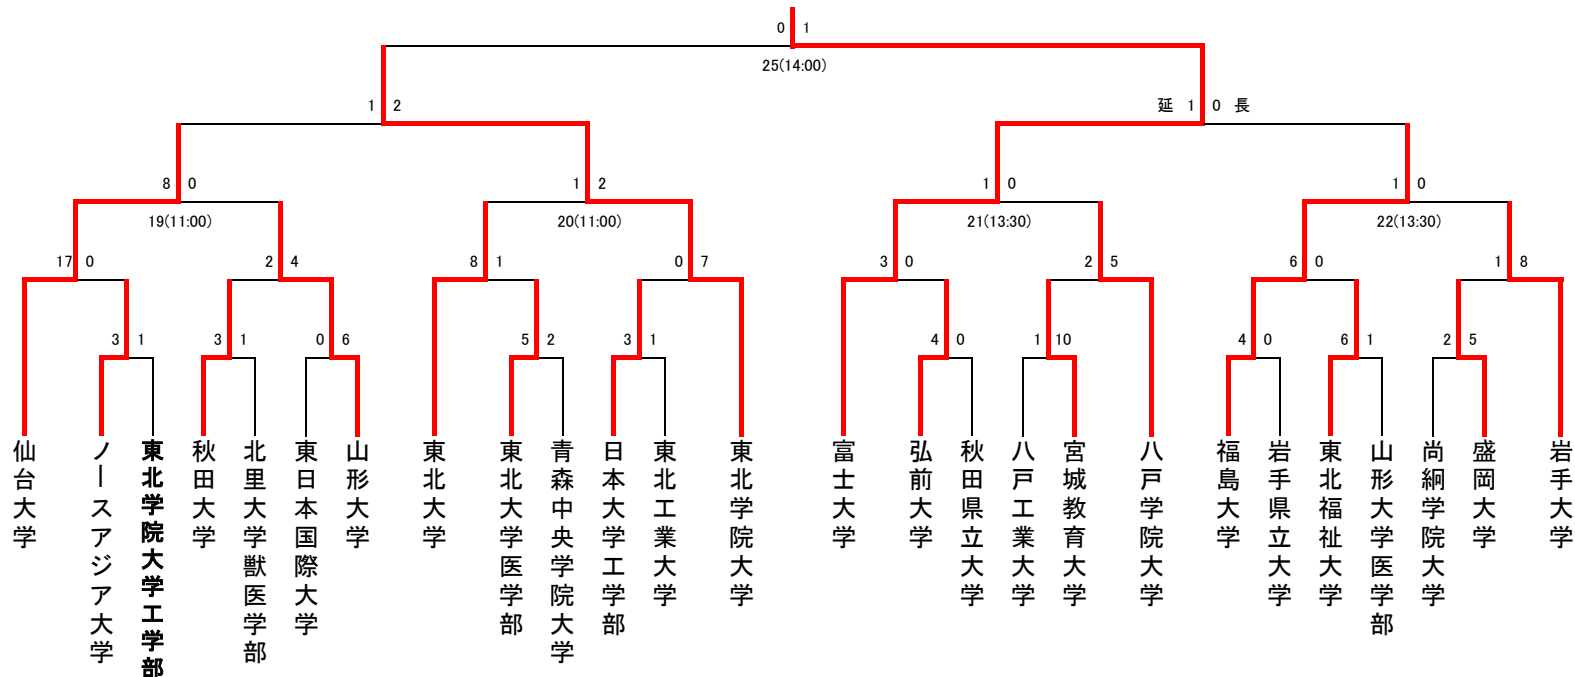 0 1
25(14:00)
1 2
延 1 0 長
8 0
1 2
1 0
1 0
19(11:00)
20(11:00)
21(13:30)
22(13:30)
17 0
2 4
8 1
0 7
3 0
2 5
6 0
1 8
3 1
3 1
0 6
5 2
3 1
4 0
1 10
4 0
6 1
2 5
仙台大学
ノースアジア大学
東北学院大学工学部
秋田大学
北里大学獣医学部
東日本国際大学
山形大学
東北大学
東北大学医学部
青森中央学院大学
日本大学工学部
東北工業大学
東北学院大学
富士大学
弘前大学
秋田県立大学
八戸工業大学
宮城教育大学
八戸学院大学
福島大学
岩手県立大学
東北福祉大学
山形大学医学部
尚絅学院大学
盛岡大学
岩手大学